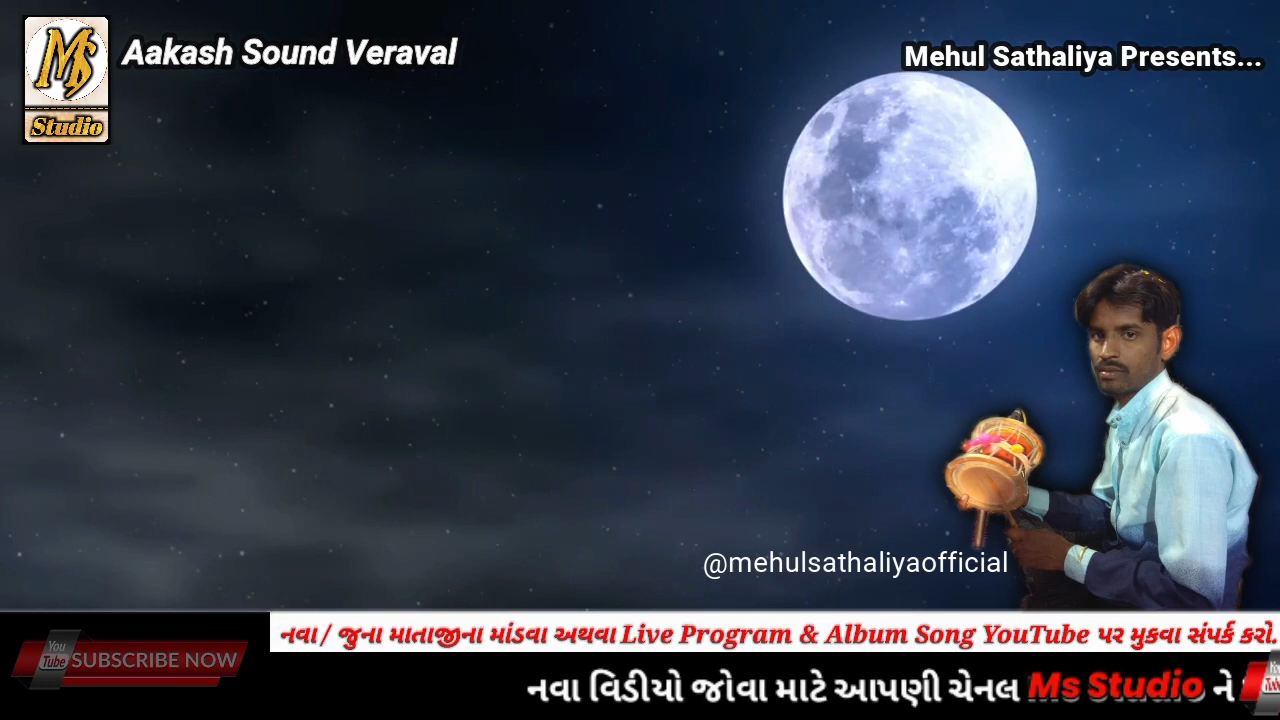 MS
Studio
Aakash Sound Veraval
Mehul Sathaliya Presents...
@mehulsathaliyaofficial
નવા/ જુના માતાજીના માંડવા અથવા Live Program & Album Song YouTube પર મુકવા સંપર્ક કરો.
You
Tube SUBSCRIBE NOW
નવા વિડીયો જોવા માટે આપણી ચેનલ Ms Studio ને